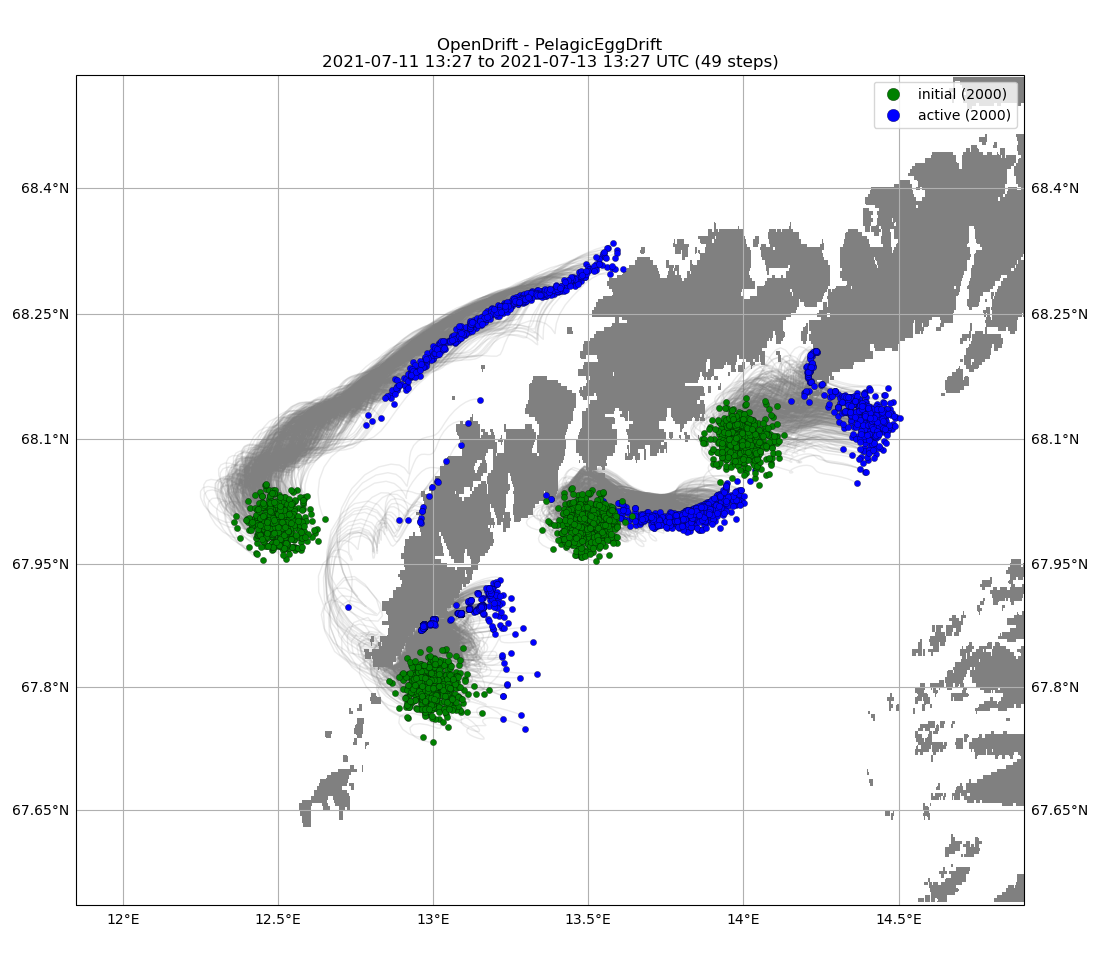 OpenDrift - PelagicEggDrift
2021-07-11 13:27 to 2021-07-13 13:27 UTC (49 steps)
initial (2000)
active (2000)
68.4°N
68.4°N
68.25°N
68.25°N
68.1°N
68.1°N
67.95°N
67.95°N
67.8°N
67.8°N
67.65°N
67.65°N
12°E
12.5°E
13°E
13.5°E
14°E
14.5°E